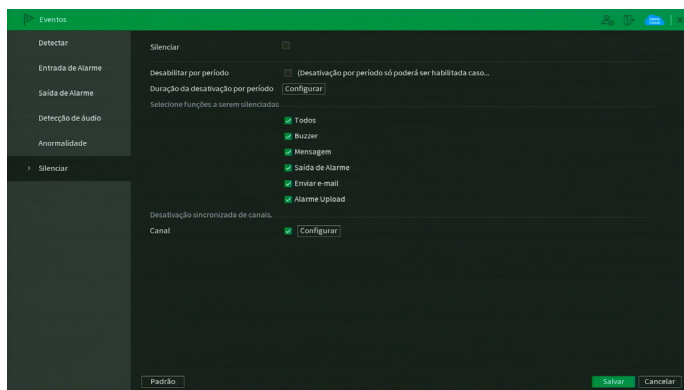 Eventos
Detectar
Entrada de Alarme
Saída de Alarme
Detecção de áudio
Anormalidade
Silenciar
Silenciar
Desabilitar por período (Desativação por período só poderá ser habilitada caso...
Duração da desativação por período Configurar
Selecione funções a serem silenciadas
Todos
Buzzer
Mensagem
Saída de Alarme
Enviar e-mail
Alarme Upload
Desativação sincronizada de canais.
Canal Configurar
Padrão Salvar Cancelar